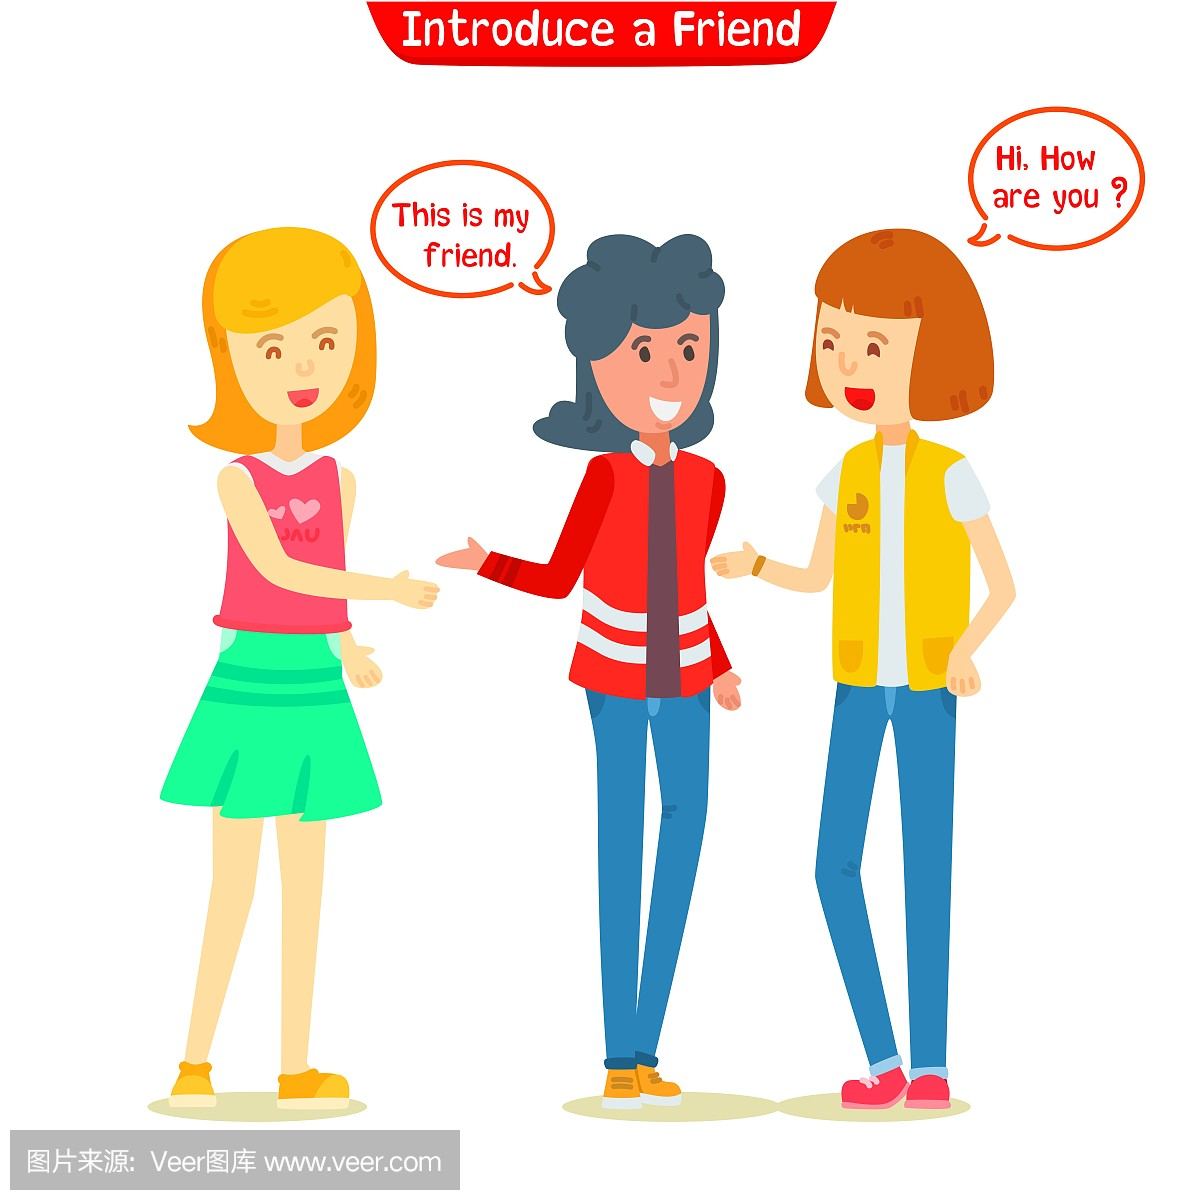 Introduce a Friend
This is my
friend.
Hi, How
are you ?
图片来源: Veer图库 www.veer.com